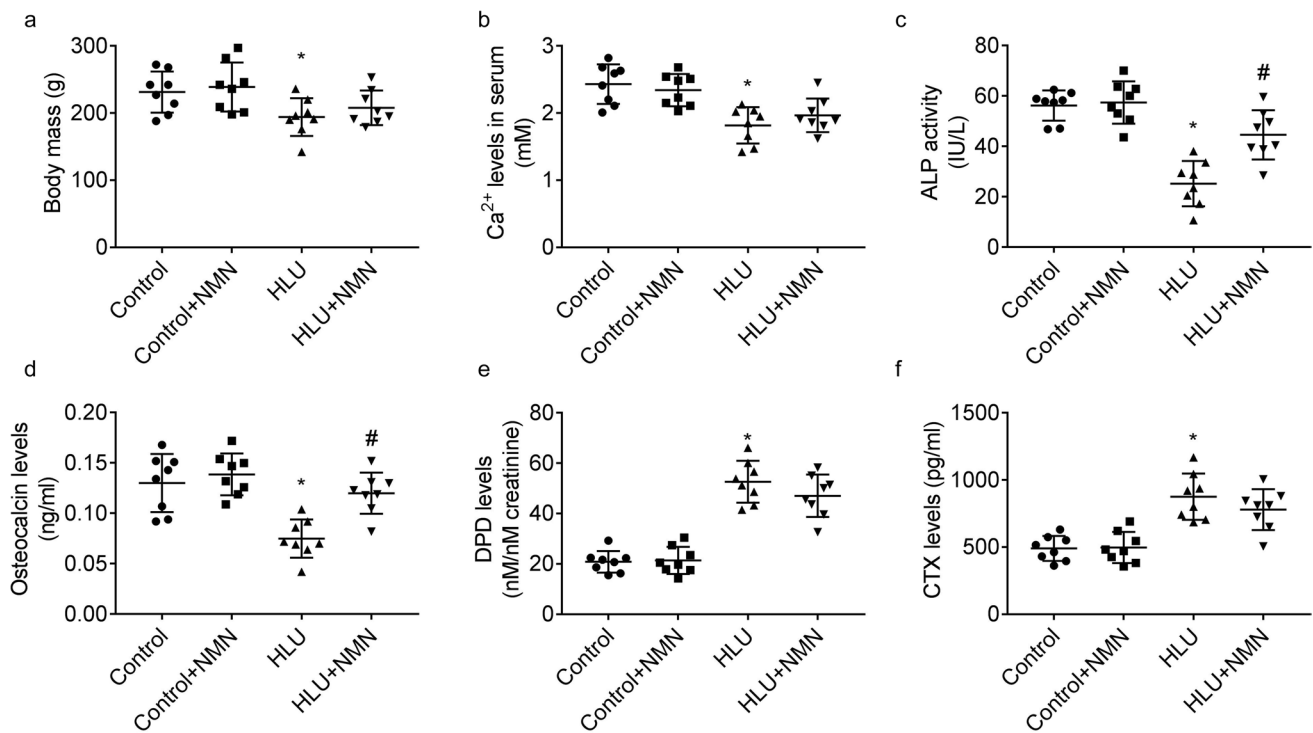 a
Body mass (g)
300
200
100
0
*
Control
Control+NMN
HLU
HLU+NMN
b
Ca²⁺ levels in serum
(mM)
3
2
1
0
*
Control
Control+NMN
HLU
HLU+NMN
c
ALP activity
(IU/L)
80
60
40
20
0
*
#
Control
Control+NMN
HLU
HLU+NMN
d
Osteocalcin levels
(ng/ml)
0.20
0.15
0.10
0.05
0.00
*
#
Control
Control+NMN
HLU
HLU+NMN
e
DPD levels
(nM/nM creatinine)
80
60
40
20
0
*
Control
Control+NMN
HLU
HLU+NMN
f
CTX levels (pg/ml)
1500
1000
500
0
*
Control
Control+NMN
HLU
HLU+NMN